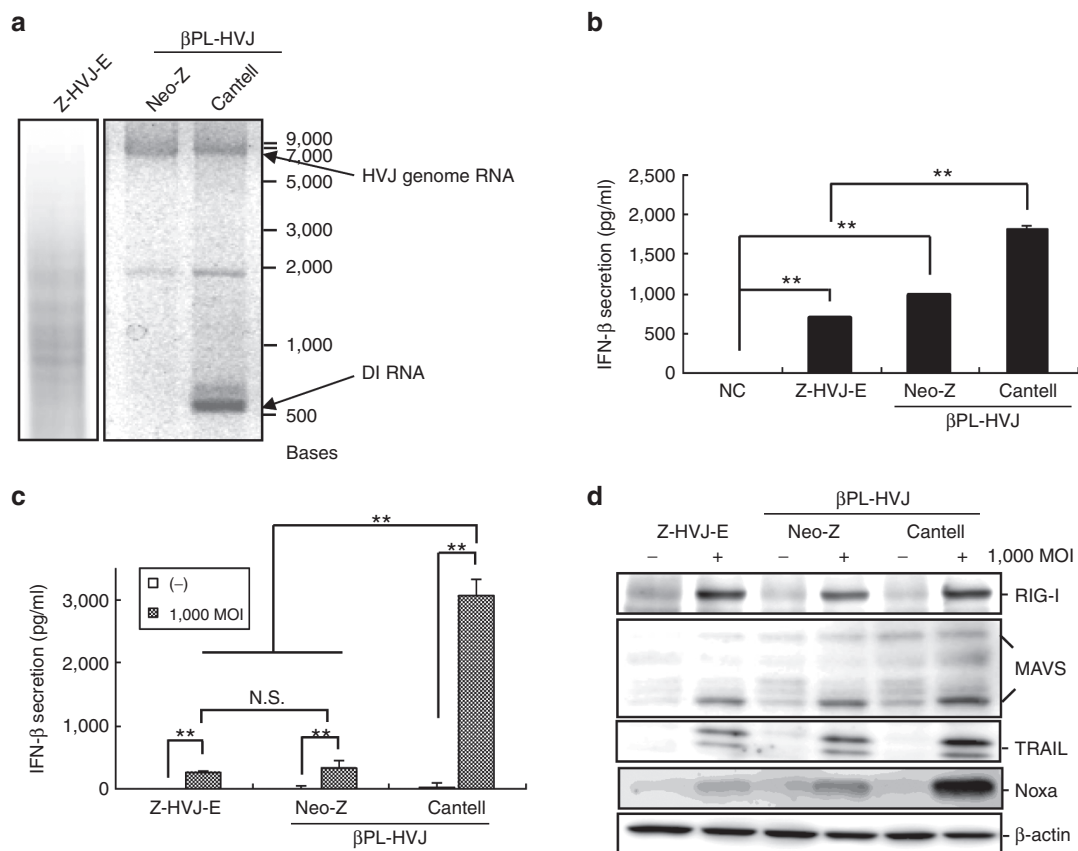 a
βPL-HVJ
Z-HVJ-E
Neo-Z
Cantell
9,000
7,000
HVJ genome RNA
5,000
3,000
2,000
1,000
DI RNA
500
Bases
b
IFN-β secretion (pg/ml)
2,500
2,000
1,500
1,000
500
0
**
**
**
NC Z-HVJ-E Neo-Z Cantell
βPL-HVJ
c
IFN-β secretion (pg/ml)
(–)
1,000 MOI
3,000
2,000
1,000
0
**
**
N.S.
**
**
Z-HVJ-E Neo-Z Cantell
βPL-HVJ
d
βPL-HVJ
Z-HVJ-E Neo-Z Cantell
– + – + – + 1,000 MOI
RIG-I
MAVS
TRAIL
Noxa
β-actin